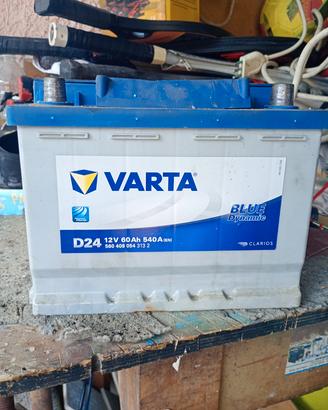 VARTA®
BLUE
Dynamic
D24 12V 60Ah 540A(EN)
560 408 054 313 2
CLARIOS